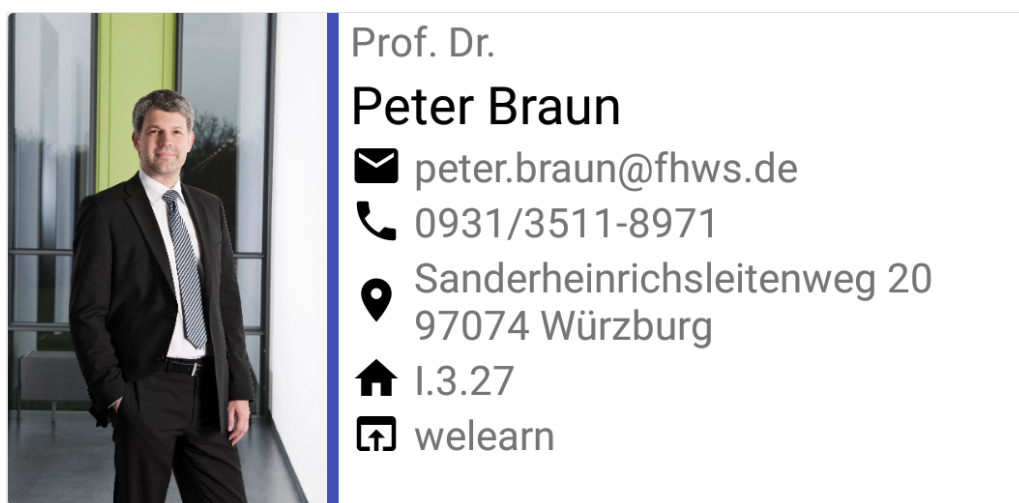 Prof. Dr.
Peter Braun
peter.braun@fhws.de
0931/3511-8971
Sanderheinrichsleitenweg 20
97074 Würzburg
I.3.27
welearn